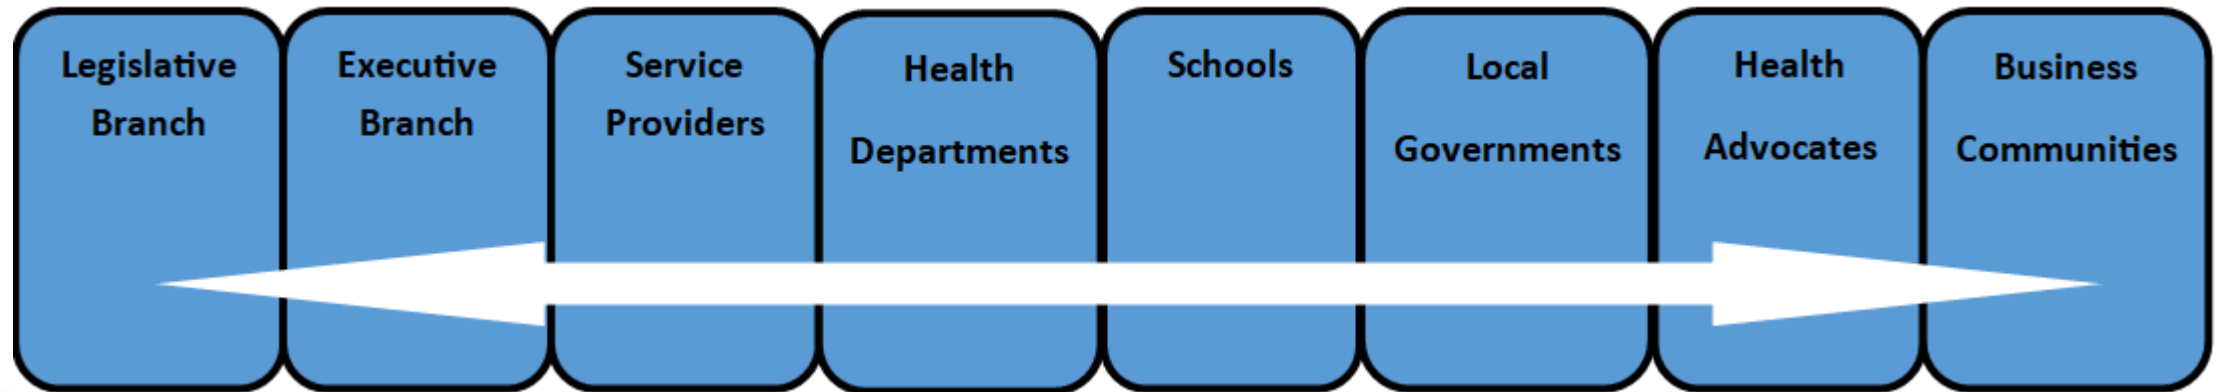 Legislative
Branch
Executive
Branch
Service
Providers
Health
Departments
Schools
Local
Governments
Health
Advocates
Business
Communities